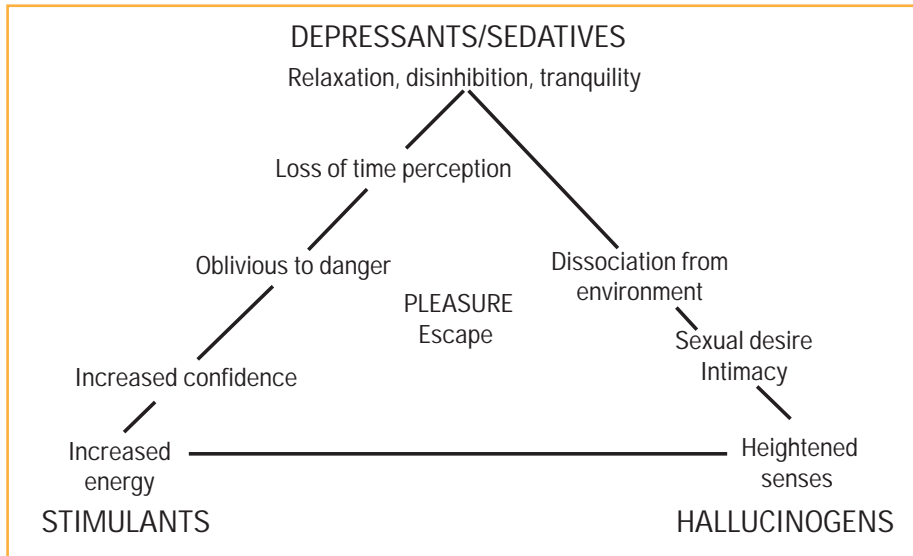 DEPRESSANTS/SEDATIVES
Relaxation, disinhibition, tranquility
Loss of time perception
Oblivious to danger
Dissociation from
environment
PLEASURE
Escape
Sexual desire
Intimacy
Increased confidence
Increased
energy
Heightened
senses
STIMULANTS
HALLUCINOGENS